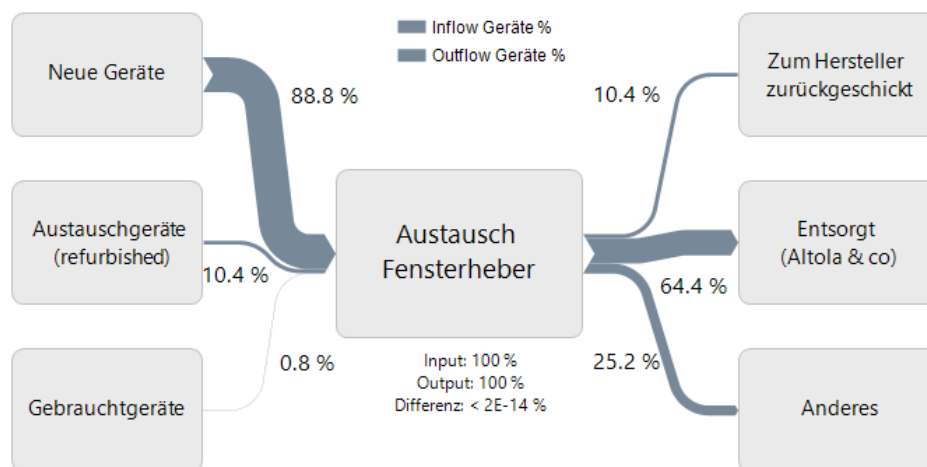 Inflow Geräte %
Outflow Geräte %
Neue Geräte
88.8 %
10.4 %
Zum Hersteller
zurückgeschickt
Austauschgeräte
(refurbished)
10.4 %
Austausch
Fensterheber
Entsorgt
(Altola & co)
64.4 %
Gebrauchtgeräte
0.8 %
Input: 100 %
Output: 100 %
Differenz: < 2E-14 %
25.2 %
Anderes